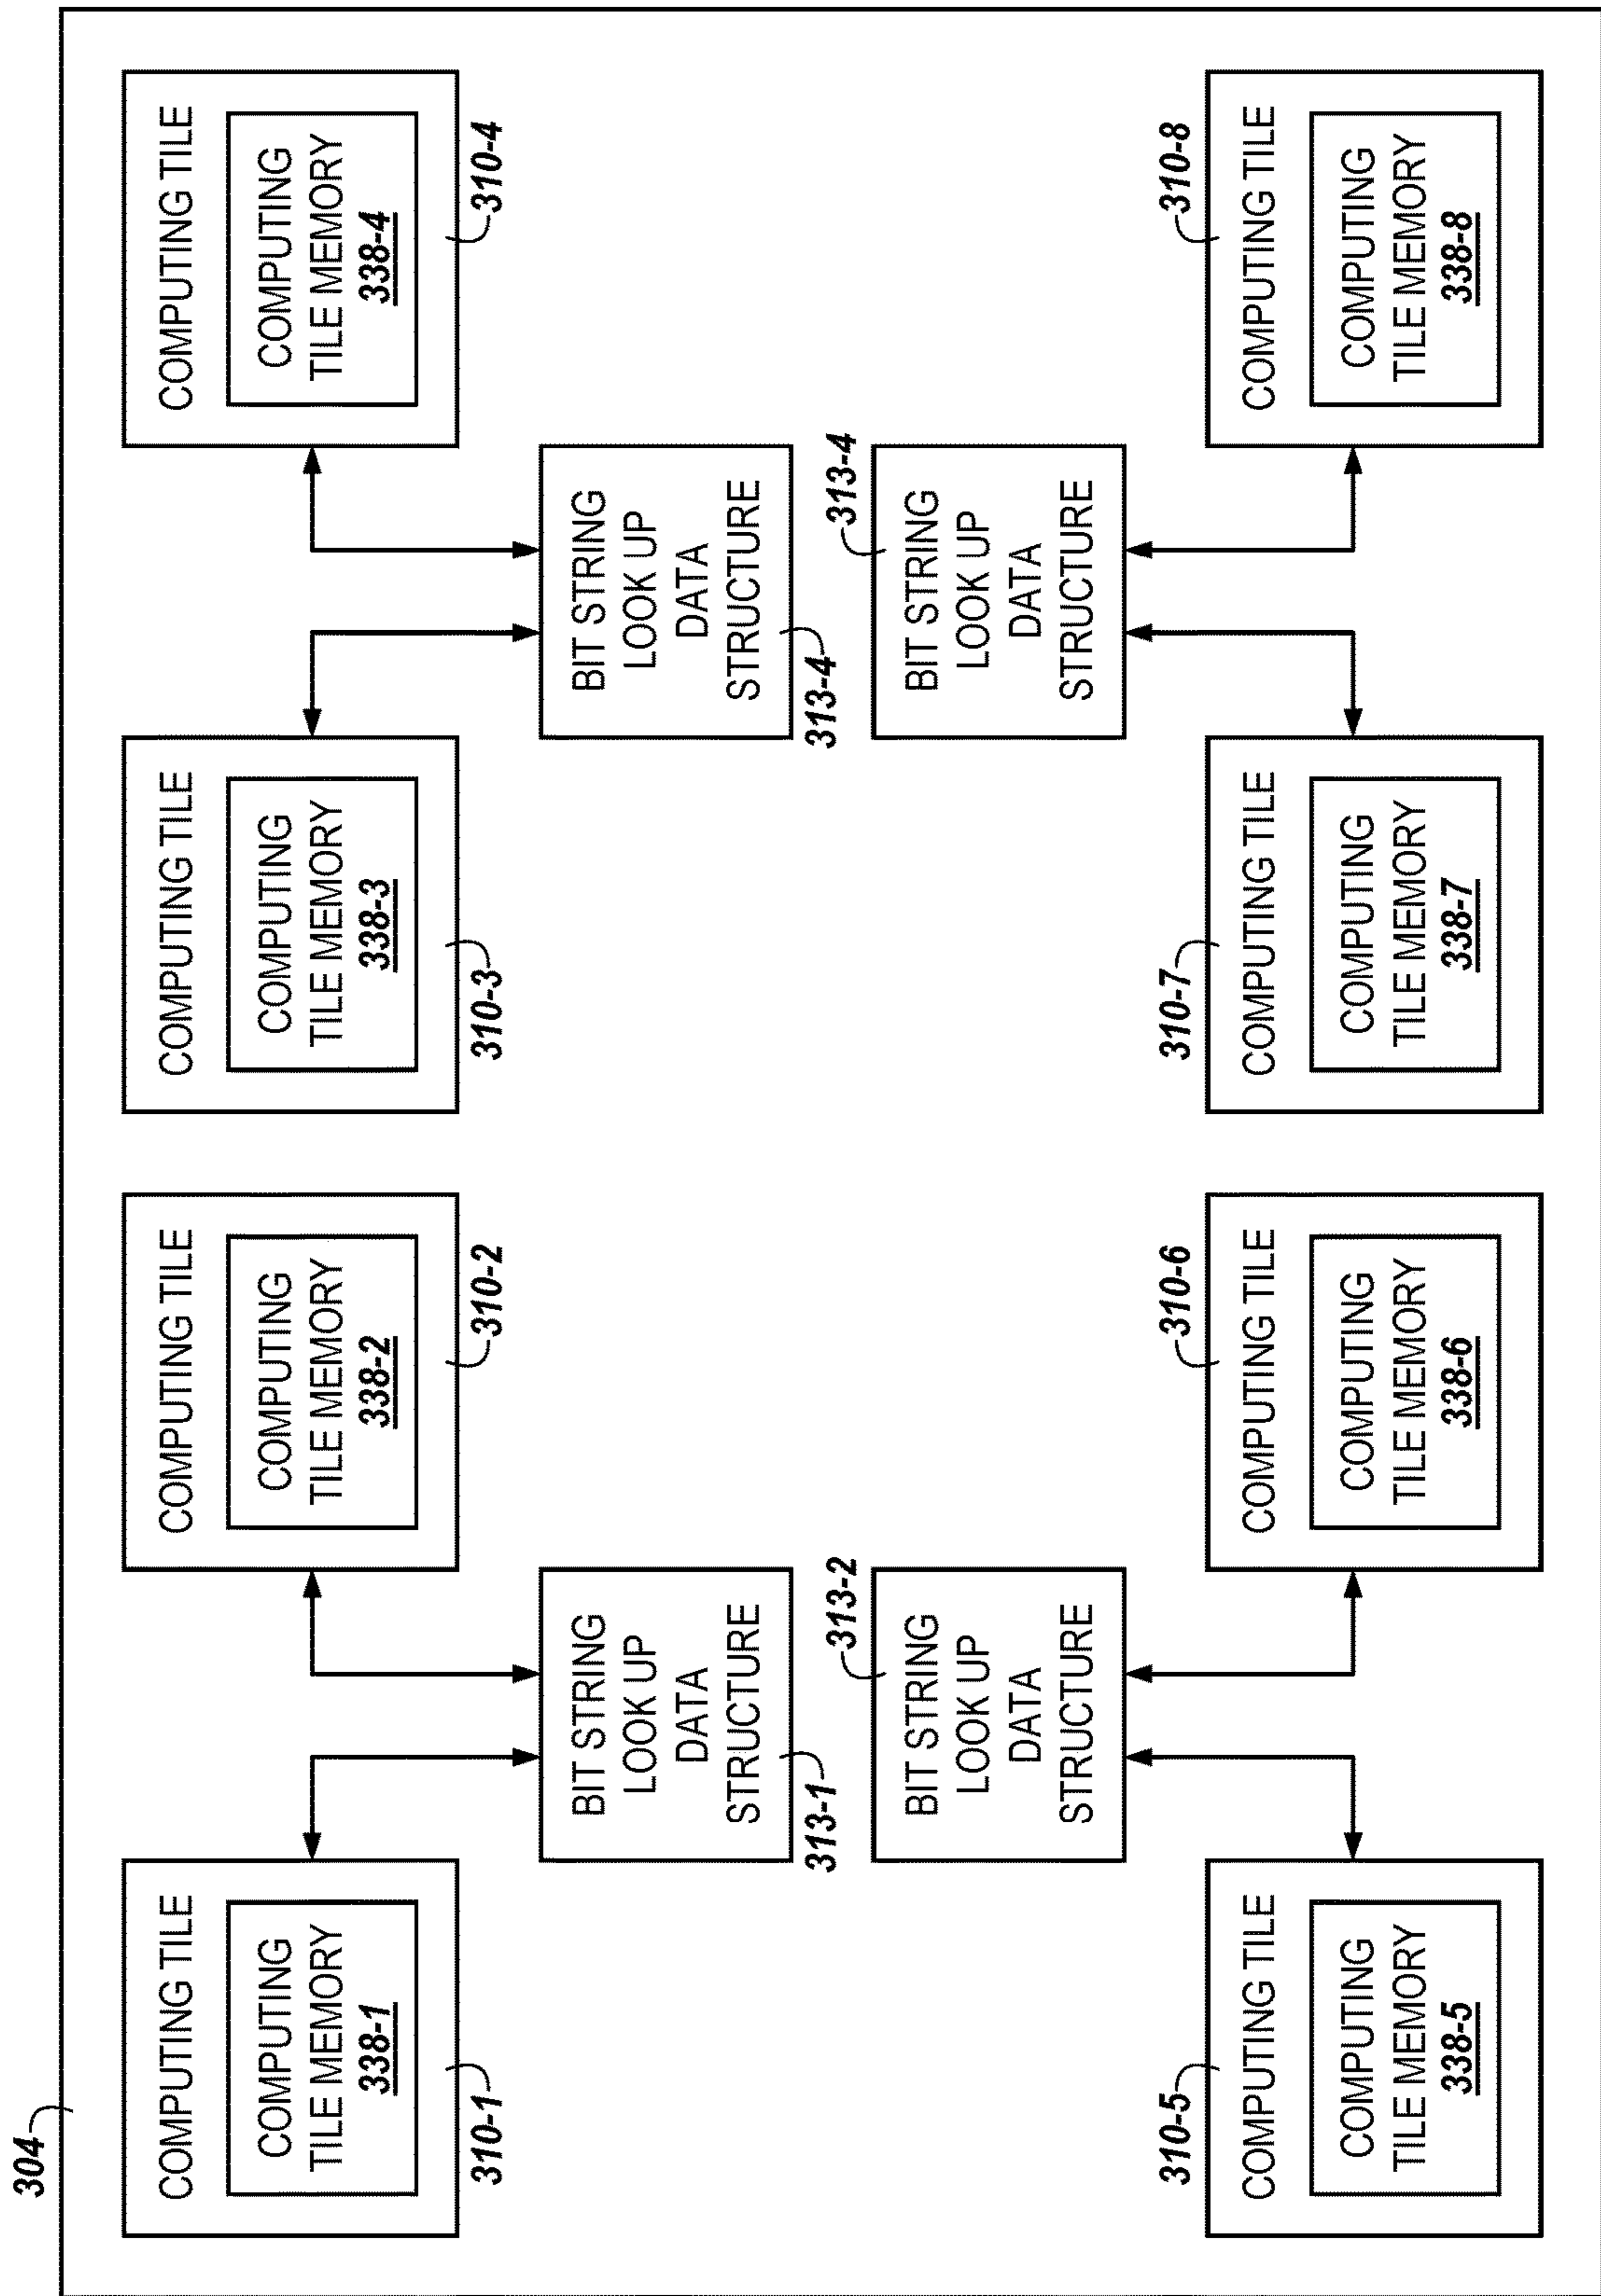 304
COMPUTING TILE
COMPUTING
TILE MEMORY
338-1
310-1
COMPUTING TILE
COMPUTING
TILE MEMORY
338-2
310-2
COMPUTING TILE
COMPUTING
TILE MEMORY
338-3
310-3
COMPUTING TILE
COMPUTING
TILE MEMORY
338-4
310-4
BIT STRING
LOOK UP
DATA
STRUCTURE
313-1
BIT STRING
LOOK UP
DATA
STRUCTURE
313-4
313-2
BIT STRING
LOOK UP
DATA
STRUCTURE
313-4
BIT STRING
LOOK UP
DATA
STRUCTURE
310-5
COMPUTING TILE
COMPUTING
TILE MEMORY
338-5
310-6
COMPUTING TILE
COMPUTING
TILE MEMORY
338-6
310-7
COMPUTING TILE
COMPUTING
TILE MEMORY
338-7
310-8
COMPUTING TILE
COMPUTING
TILE MEMORY
338-8